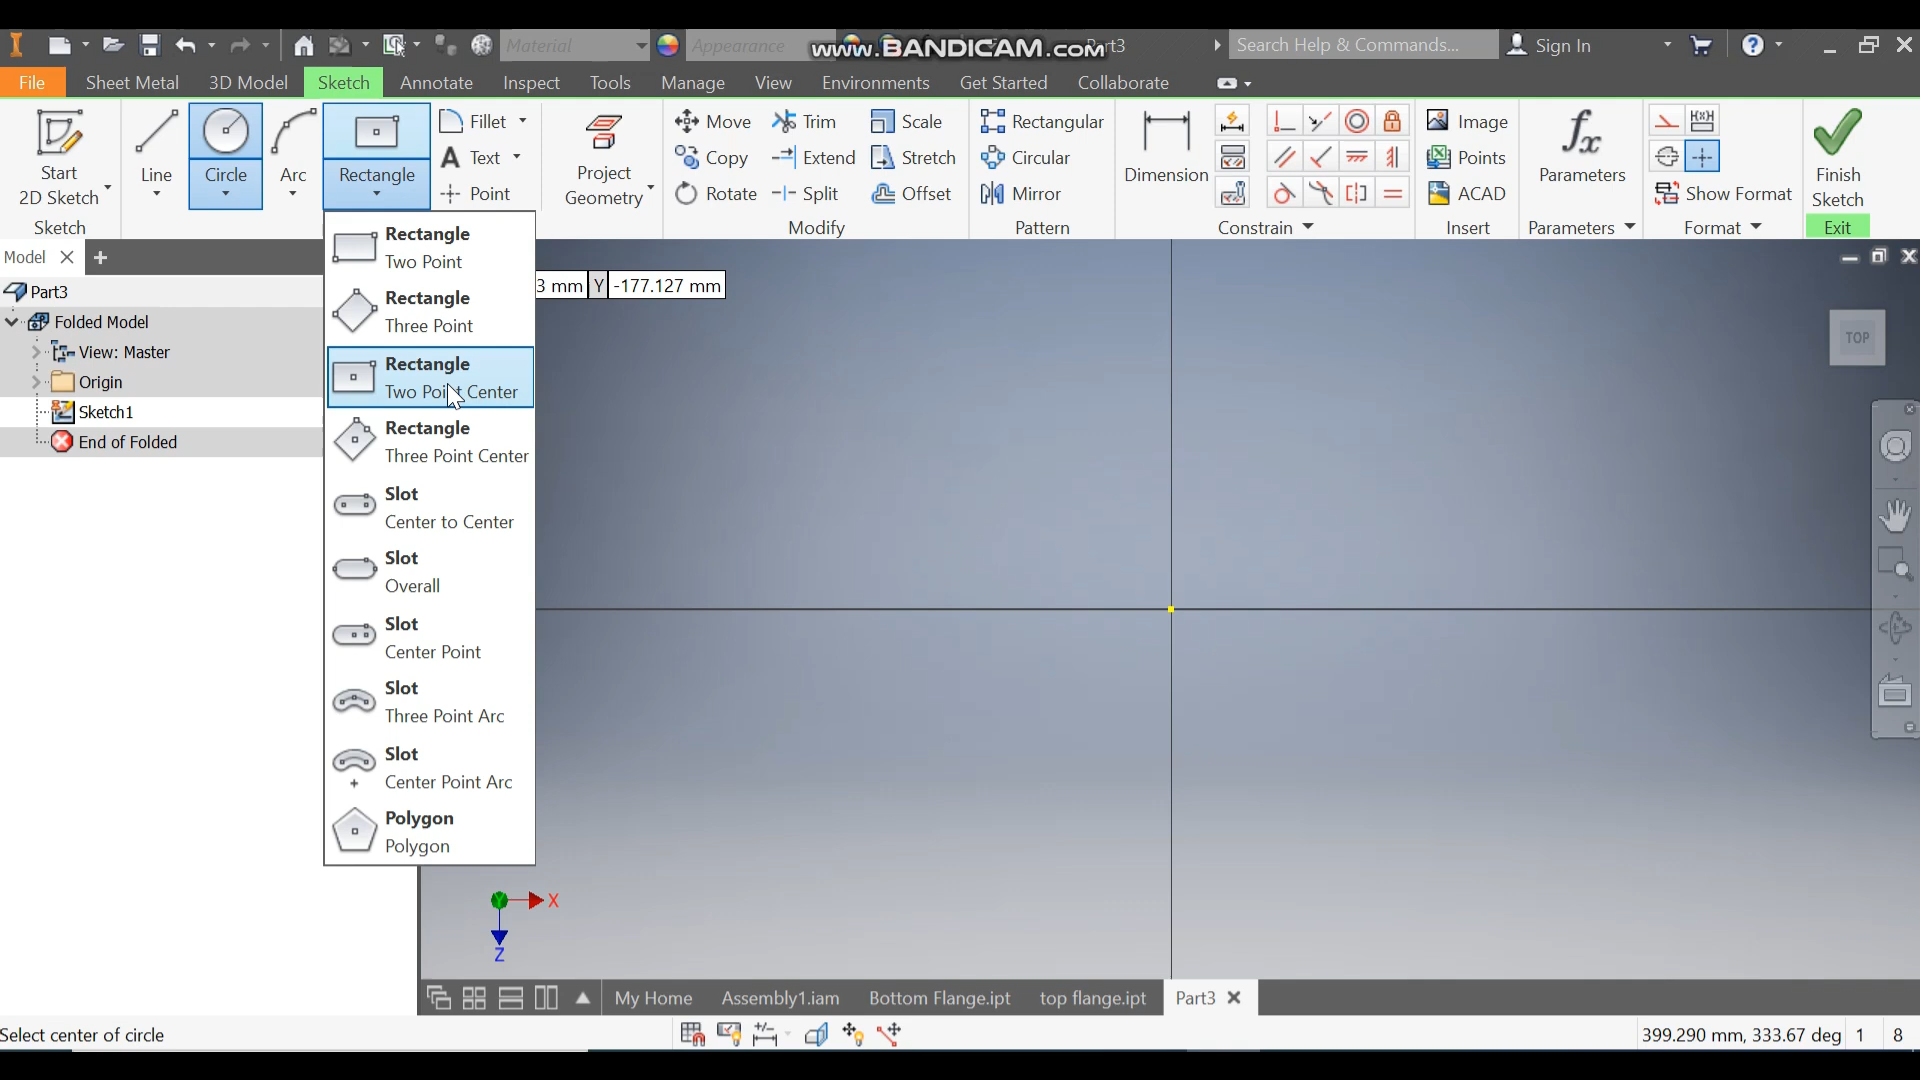 Material
Appearance
www.BANDICAM.com
Part3
Search Help & Commands...
Sign In
File
Sheet Metal
3D Model
Sketch
Annotate
Inspect
Tools
Manage
View
Environments
Get Started
Collaborate
Start
2D Sketch
Line
Circle
Arc
Rectangle
Fillet
Text
Point
Project
Geometry
Move
Copy
Rotate
Trim
Extend
Split
Scale
Stretch
Offset
Rectangular
Circular
Mirror
Dimension
Image
Points
ACAD
fx
Parameters
Show Format
Finish
Sketch
Sketch
Modify
Pattern
Constrain
Insert
Parameters
Format
Exit
Model
Part3
Folded Model
View: Master
Origin
Sketch1
End of Folded
Rectangle
Two Point
Rectangle
Three Point
Rectangle
Two Point Center
Rectangle
Three Point Center
Slot
Center to Center
Slot
Overall
Slot
Center Point
Slot
Three Point Arc
Slot
Center Point Arc
Polygon
Polygon
3 mm
Y
-177.127 mm
TOP
X
Z
My Home
Assembly1.iam
Bottom Flange.ipt
top flange.ipt
Part3
Select center of circle
399.290 mm, 333.67 deg
1
8